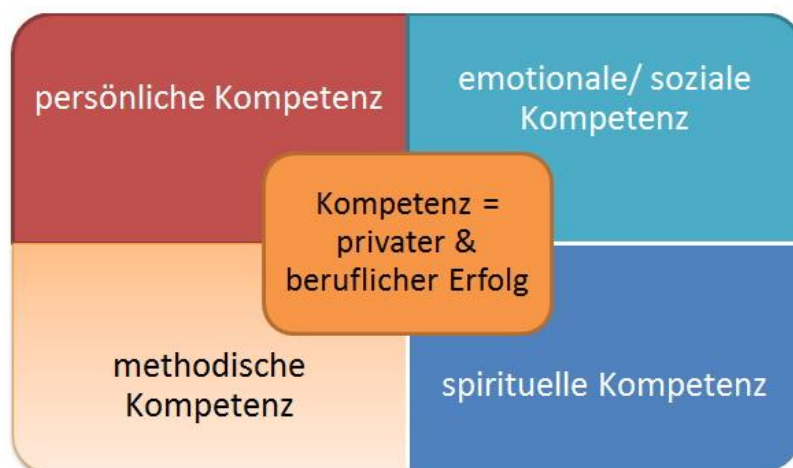 persönliche Kompetenz
emotionale/ soziale
Kompetenz
Kompetenz =
privater &
beruflicher Erfolg
methodische
Kompetenz
spirituelle Kompetenz